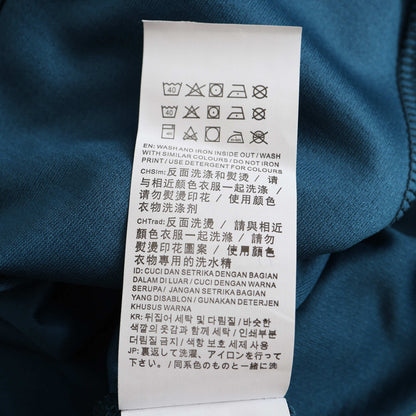 40
40
EN: WASH AND IRON INSIDE OUT / WASH
WITH SIMILAR COLOURS / DO NOT IRON
PRINT / USE DETERGENT FOR COLOURS
CHSim: 反面洗涤和熨烫 / 请
与相近颜色衣服一起洗涤 /
请勿熨烫印花 / 使用颜色
衣物洗涤剂
CHTrad: 反面洗燙 / 請與相近
顏色衣服一起洗滌 / 請勿
熨燙印花圖案 / 使用顏色
衣物專用的洗水精
ID: CUCI DAN SETRIKA DENGAN BAGIAN
DALAM DI LUAR / CUCI DENGAN WARNA
SERUPA / JANGAN SETRIKA BAGIAN
YANG DISABLON / GUNAKAN DETERJEN
KHUSUS WARNA
KR: 뒤집어 세탁 및 다림질 / 비슷한
색깔의 옷감과 함께 세탁 / 인쇄부분
다림질 금지 / 색항 보호 세제 사용
JP: 裏返して洗濯、アイロンを行って下
さい。 / 同系色のものと一緒に洗